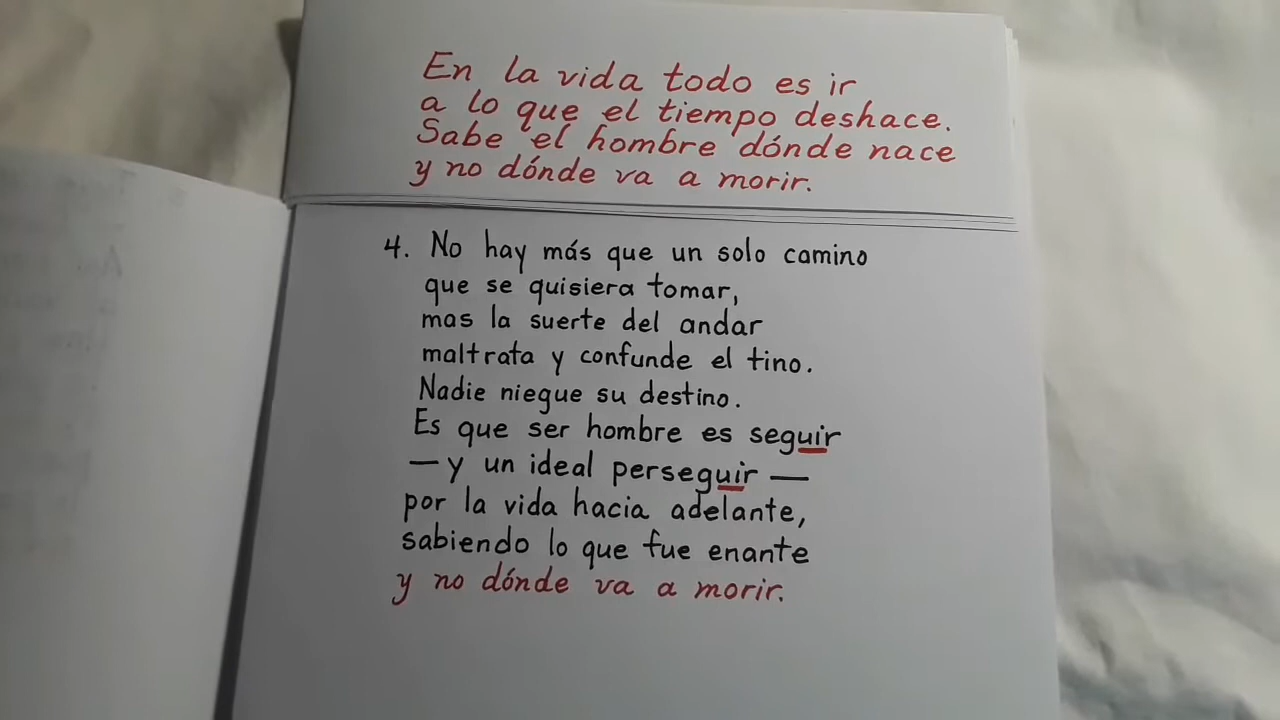 En la vida todo es ir
a lo que el tiempo deshace.
Sabe el hombre dónde nace
y no dónde va a morir.
4. No hay más que un solo camino
que se quisiera tomar,
mas la suerte del andar
maltrata y confunde el tino.
Nadie niegue su destino.
Es que ser hombre es seguir
— y un ideal perseguir —
por la vida hacia adelante,
sabiendo lo que fue enante
y no dónde va a morir.